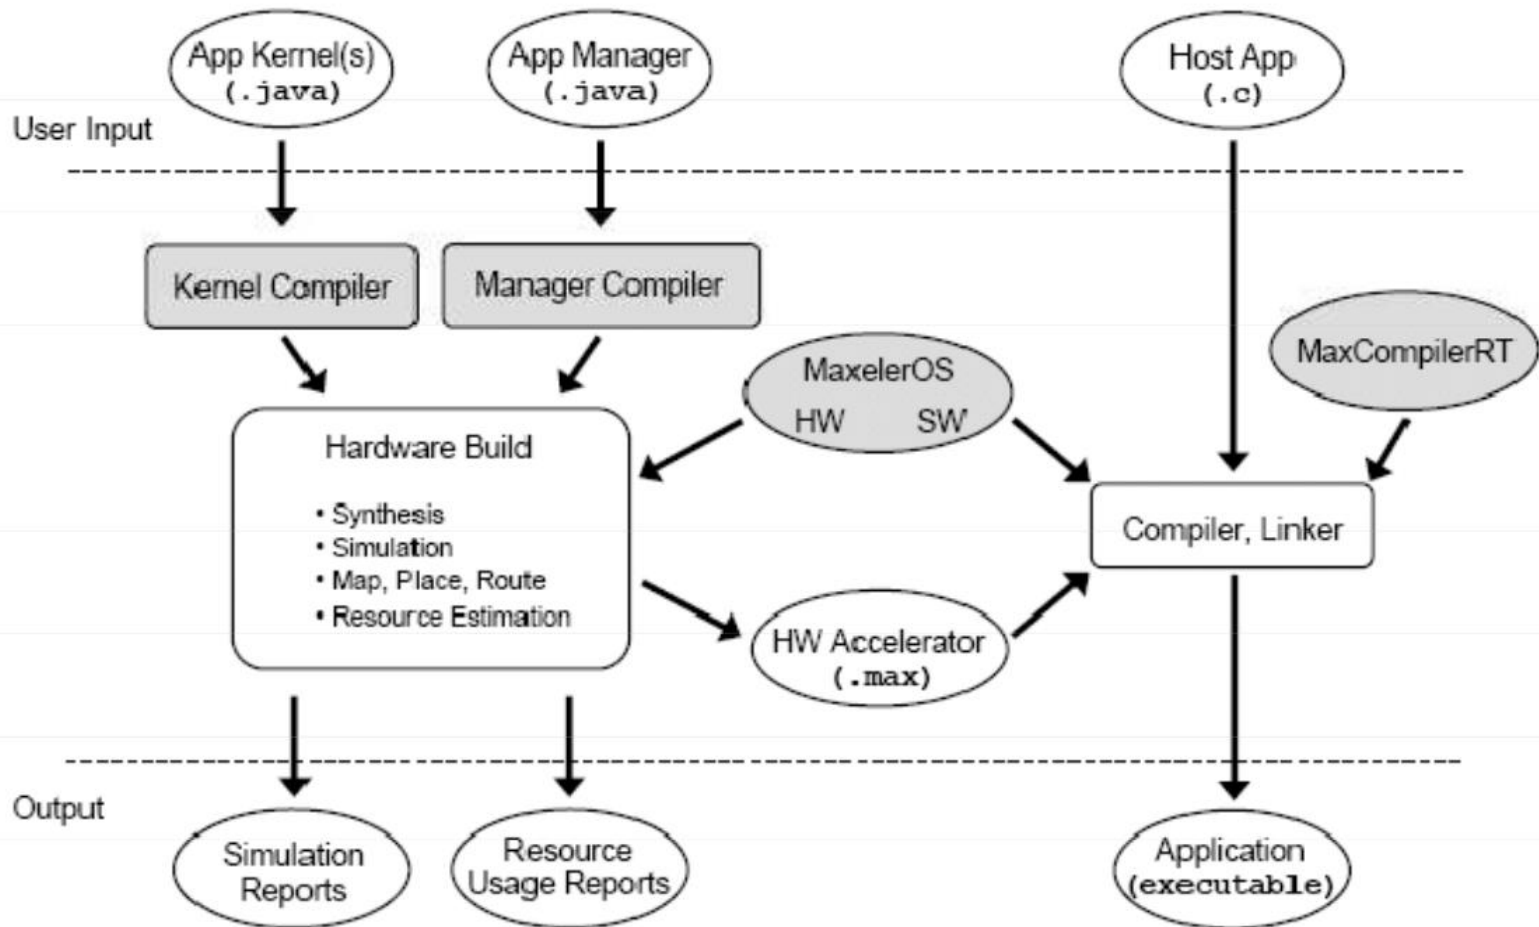 App Kernel(s)
(.java)
App Manager
(.java)
Host App
(.c)
User Input
Kernel Compiler
Manager Compiler
MaxelerOS
HW SW
MaxCompilerRT
Hardware Build
• Synthesis
• Simulation
• Map, Place, Route
• Resource Estimation
Compiler, Linker
HW Accelerator
(.max)
Output
Simulation
Reports
Resource
Usage Reports
Application
(executable)